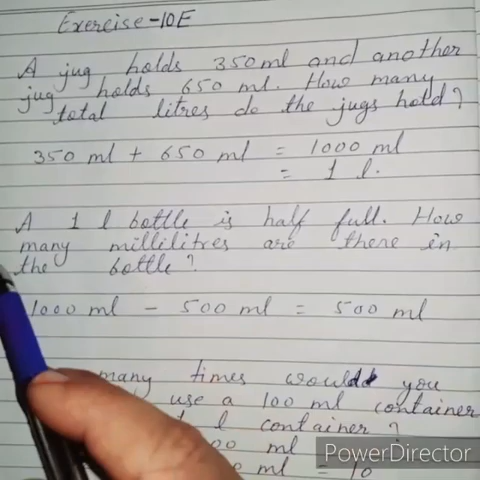 Exercise-10E
A jug holds 350ml and another
jug holds 650 ml. How many
total litres do the jugs hold?
350 ml + 650 ml = 1000 ml
= 1 l.
A 1 l bottle is half full. How
many millilitres are there in
the bottle?
1000 ml - 500 ml = 500 ml
many times would you
use a 100 ml container
l container?
00 ml
ml = 10
PowerDirector